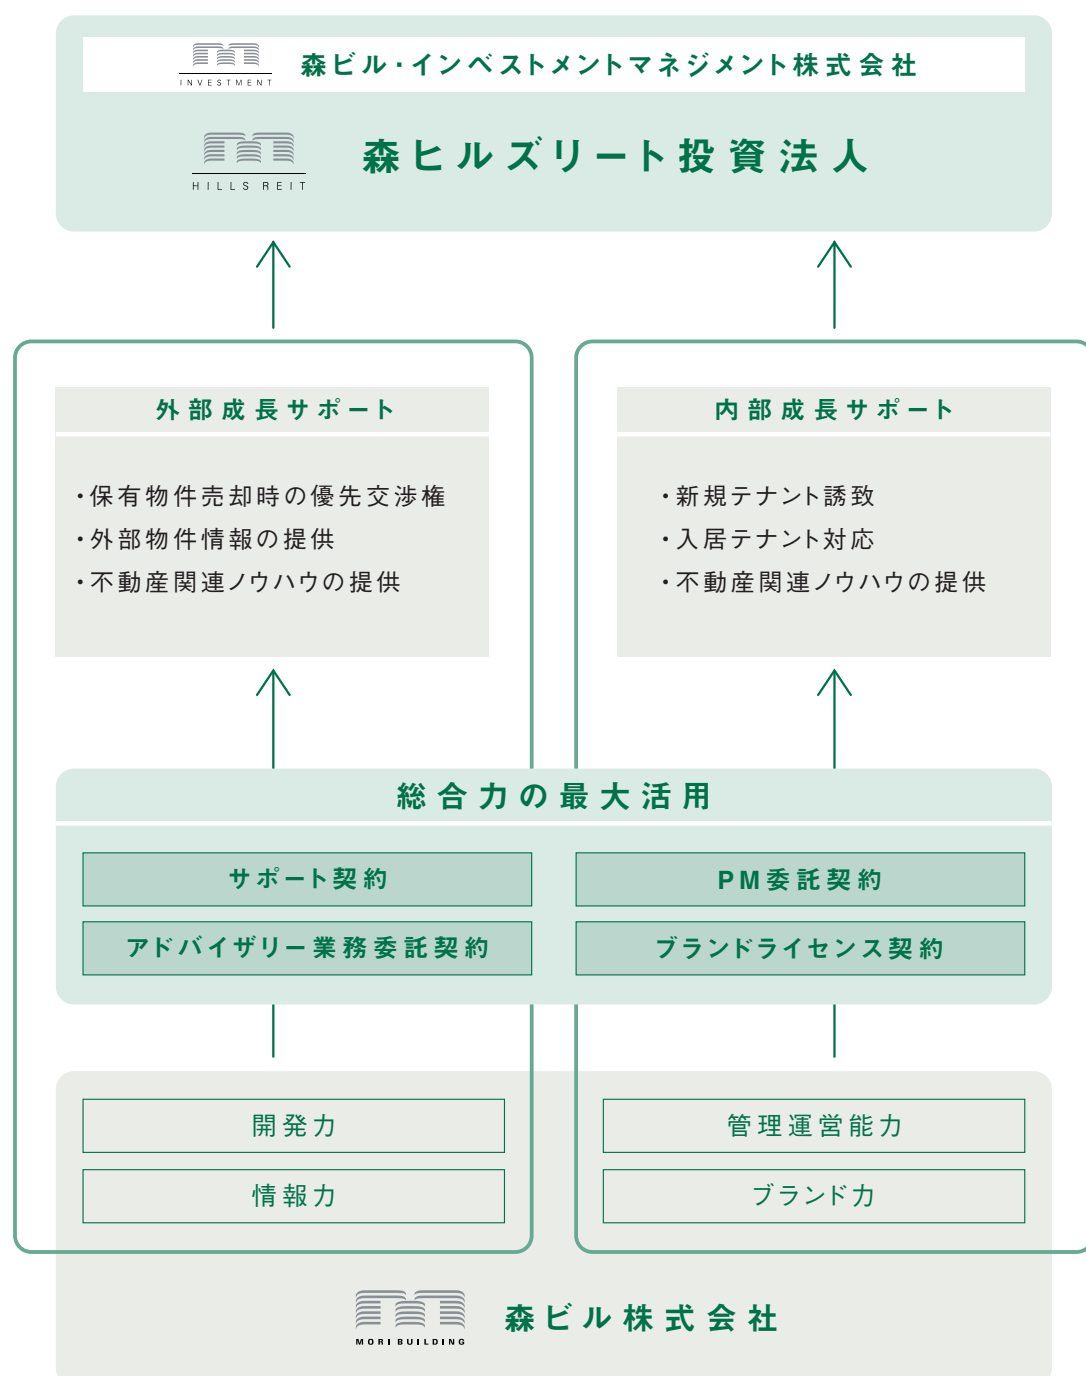 INVESTMENT
森ビル・インベストメントマネジメント株式会社
HILLS REIT
森ヒルズリート投資法人
外部成長サポート
・保有物件売却時の優先交渉権
・外部物件情報の提供
・不動産関連ノウハウの提供
内部成長サポート
・新規テナント誘致
・入居テナント対応
・不動産関連ノウハウの提供
総合力の最大活用
サポート契約
アドバイザリー業務委託契約
PM委託契約
ブランドライセンス契約
開発力
情報力
管理運営能力
ブランド力
MORI BUILDING
森ビル株式会社